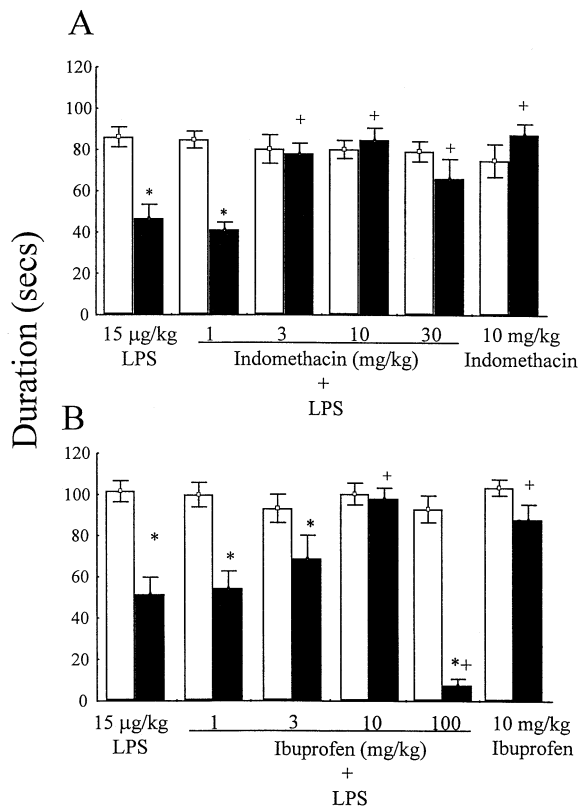 A
120
100
80
60
40
20
0
+ + + +
* *
15 µg/kg 1 3 10 30 10 mg/kg
LPS Indomethacin (mg/kg) Indomethacin
+
LPS
Duration (secs)
B
120
100
80
60
40
20
0
+ +
* * *
*+
15 µg/kg 1 3 10 100 10 mg/kg
LPS Ibuprofen (mg/kg) Ibuprofen
+
LPS